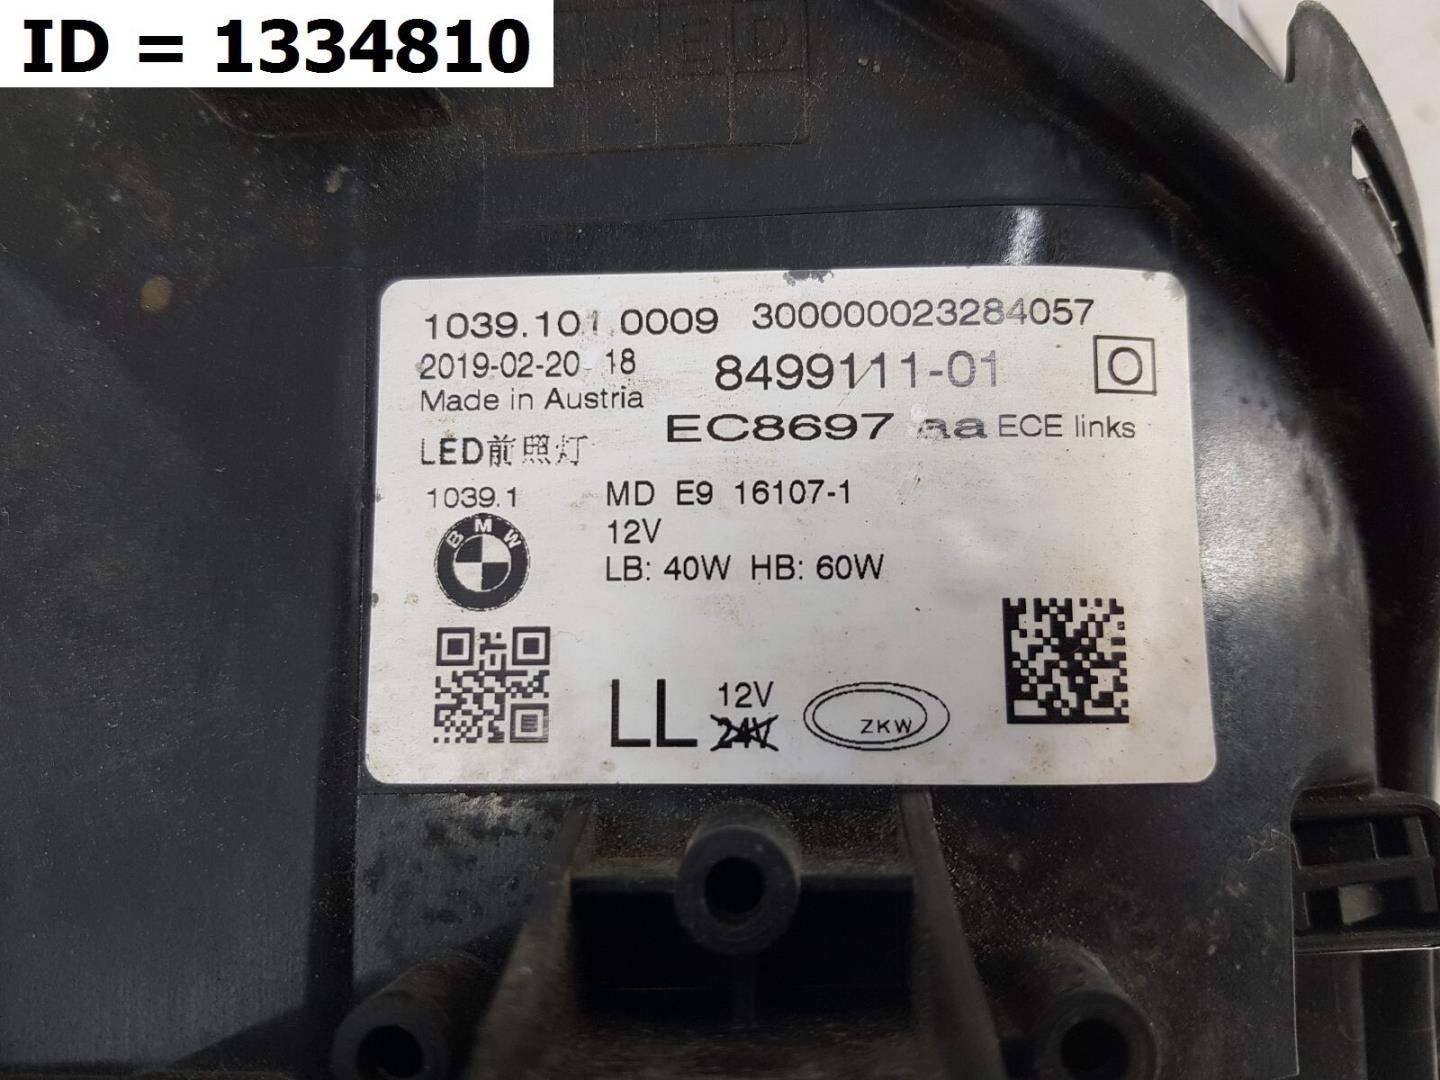 ID = 1334810
1039.101.0009 300000023284057
2019-02-20 18 8499111-01 O
Made in Austria
EC8697 aa ECE links
LED前照灯
1039.1 MD E9 16107-1
BMW 12V
LB: 40W HB: 60W
LL 12V
24V ZKW